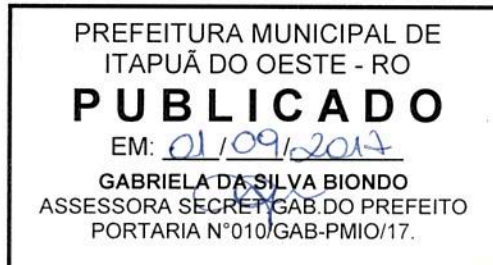 PREFEITURA MUNICIPAL DE
ITAPUÃ DO OESTE - RO
PUBLICADO
EM: 01/09/2017
GABRIELA DA SILVA BIONDO
ASSESSORA SECRET/GAB.DO PREFEITO
PORTARIA N°010/GAB-PMIO/17.